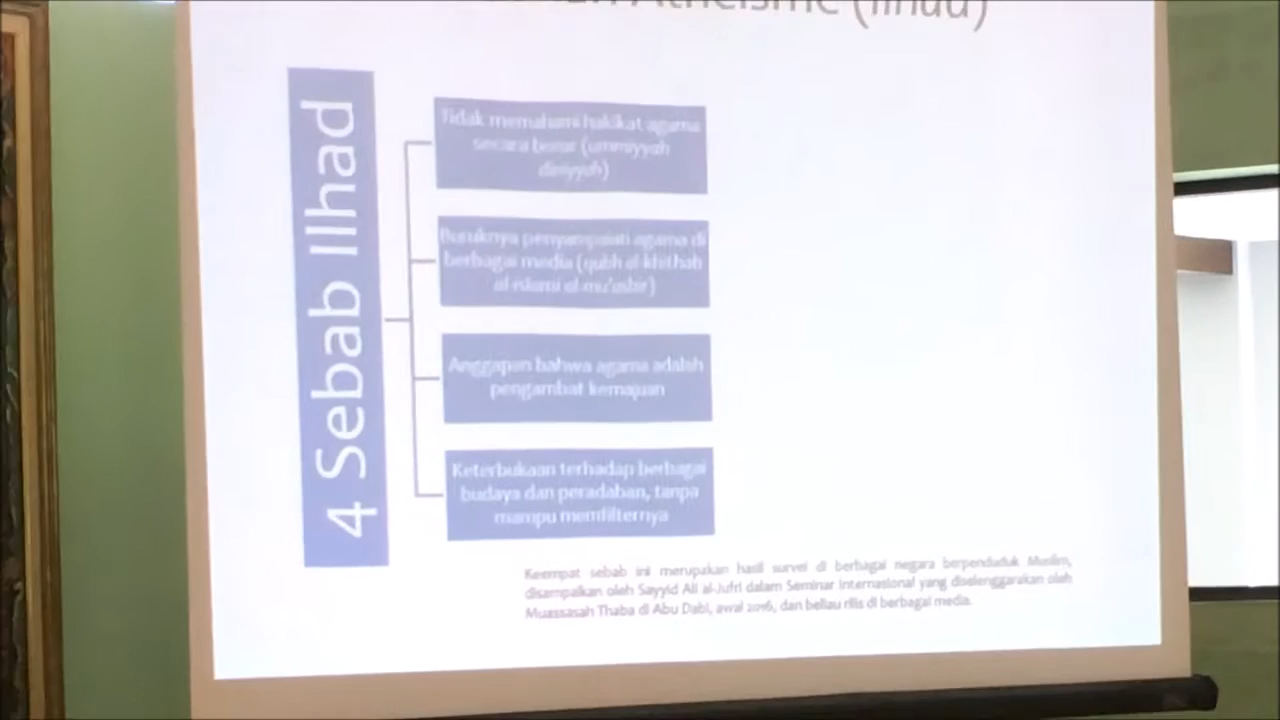 Atheisme (Ilhad)
4 Sebab Ilhad
Tidak memahami hakikat agama
secara benar (ummiyyah
diniyyah)
Buruknya penyampaian agama di
berbagai media (qubh al-khithab
al-islami al-mu'ashir)
Anggapan bahwa agama adalah
pengambat kemajuan
Keterbukaan terhadap berbagai
budaya dan peradaban, tanpa
mampu memfilternya
Keempat sebab ini merupakan hasil survei di berbagai negara berpenduduk Muslim,
disampaikan oleh Sayyid Ali al-Jufri dalam Seminar Internasional yang diselenggarakan oleh
Muassasah Thaba di Abu Dabi, awal 2016, dan beliau rilis di berbagai media.